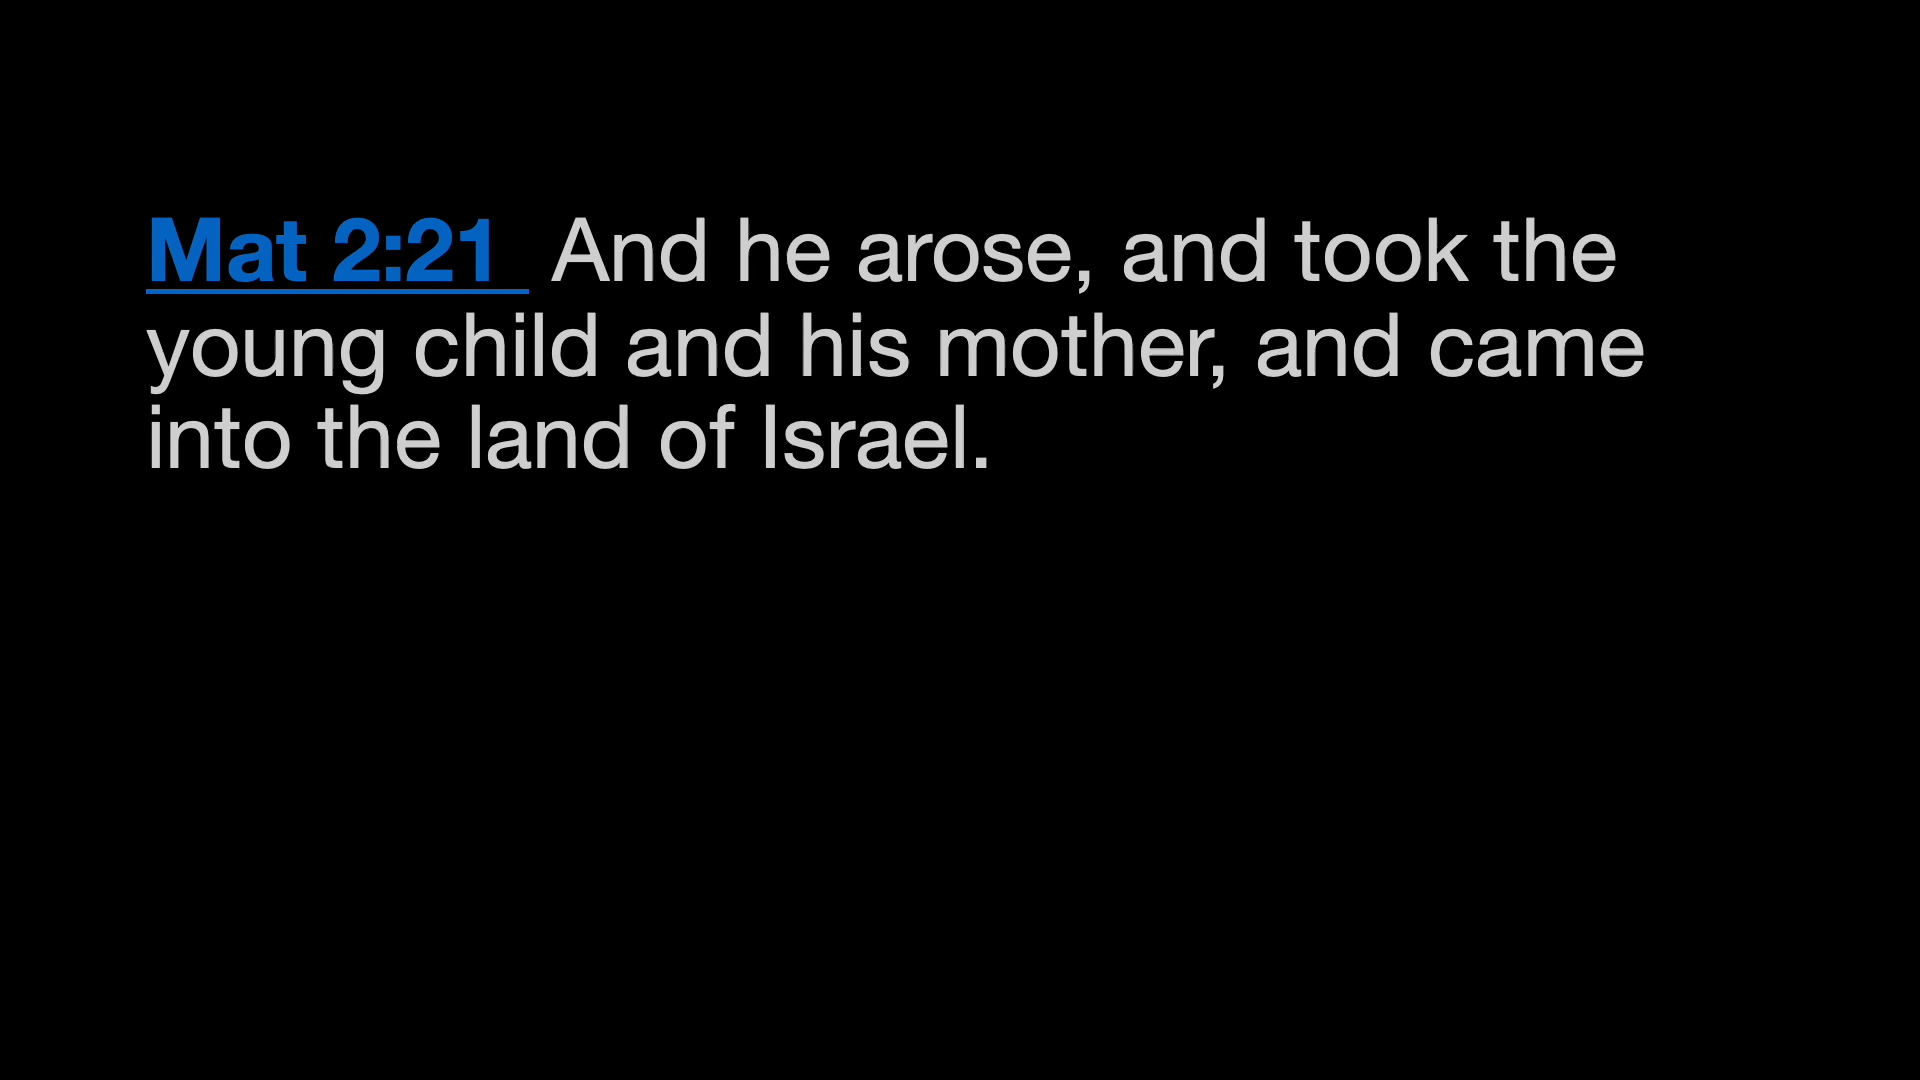 Mat 2:21  And he arose, and took the
young child and his mother, and came
into the land of Israel.